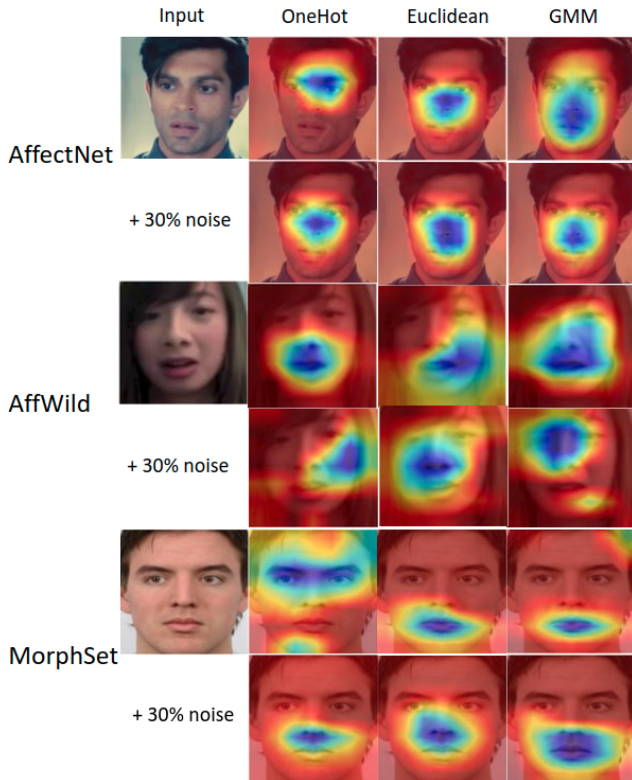 Input OneHot Euclidean GMM
AffectNet
+ 30% noise
AffWild
+ 30% noise
MorphSet
+ 30% noise